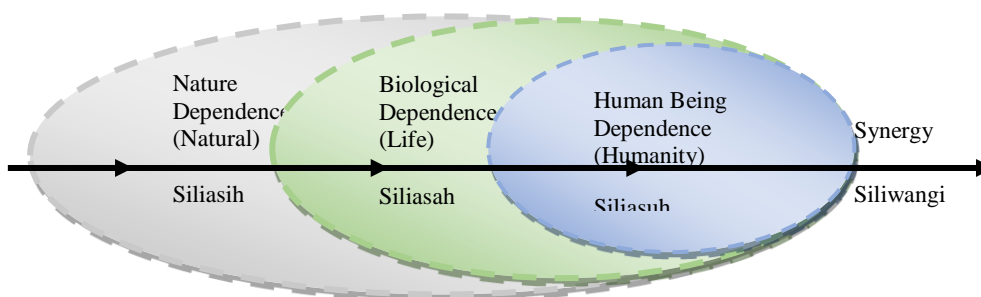 Nature
Dependence
(Natural)
Biological
Dependence
(Life)
Human Being
Dependence
(Humanity)
Synergy
Siliasih
Siliasah
Siliasuh
Siliwangi